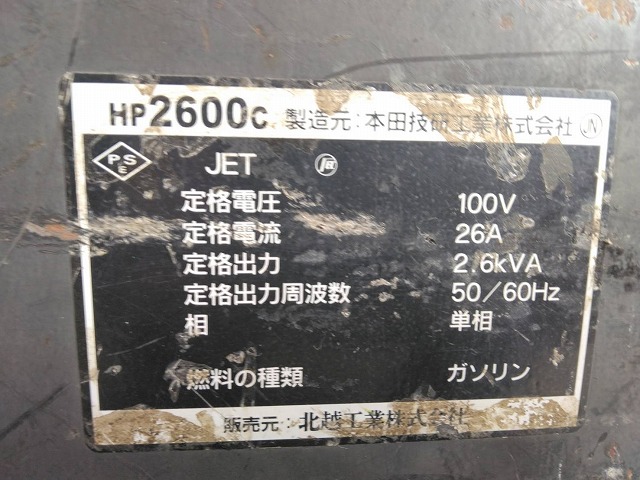 HP2600C 製造元:本田技研工業株式会社 JN
PSE JET
定格電圧 100V
定格電流 26A
定格出力 2.6kVA
定格出力周波数 50/60Hz
相 単相
燃料の種類 ガソリン
販売元:北越工業株式会社